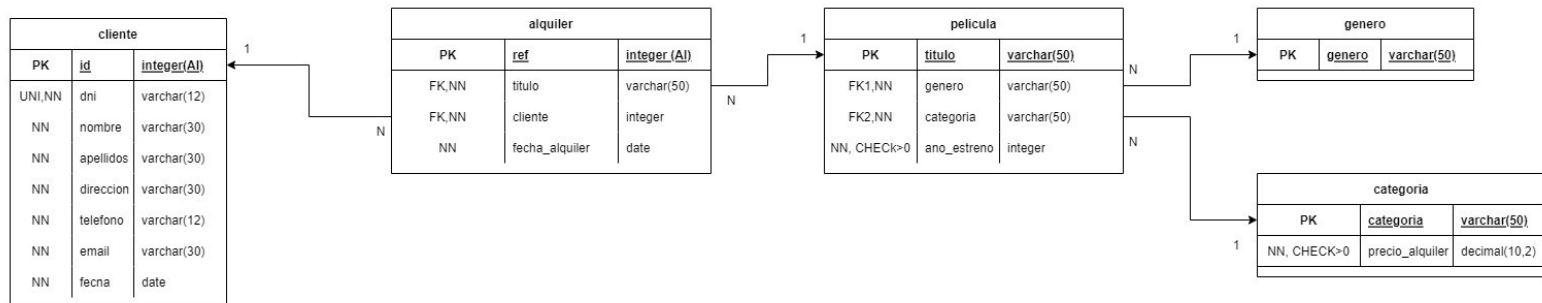 cliente
PK id integer(AI)
UNI,NN dni varchar(12)
NN nombre varchar(30)
NN apellidos varchar(30)
NN direccion varchar(30)
NN telefono varchar(12)
NN email varchar(30)
NN fecna date
1
N
alquiler
PK ref integer (AI)
FK,NN titulo varchar(50)
FK,NN cliente integer
NN fecha_alquiler date
1
N
pelicula
PK titulo varchar(50)
FK1,NN genero varchar(50)
FK2,NN categoria varchar(50)
NN, CHECk>0 ano_estreno integer
N
1
N
1
genero
PK genero varchar(50)
categoria
PK categoria varchar(50)
NN, CHECK>0 precio_alquiler decimal(10,2)